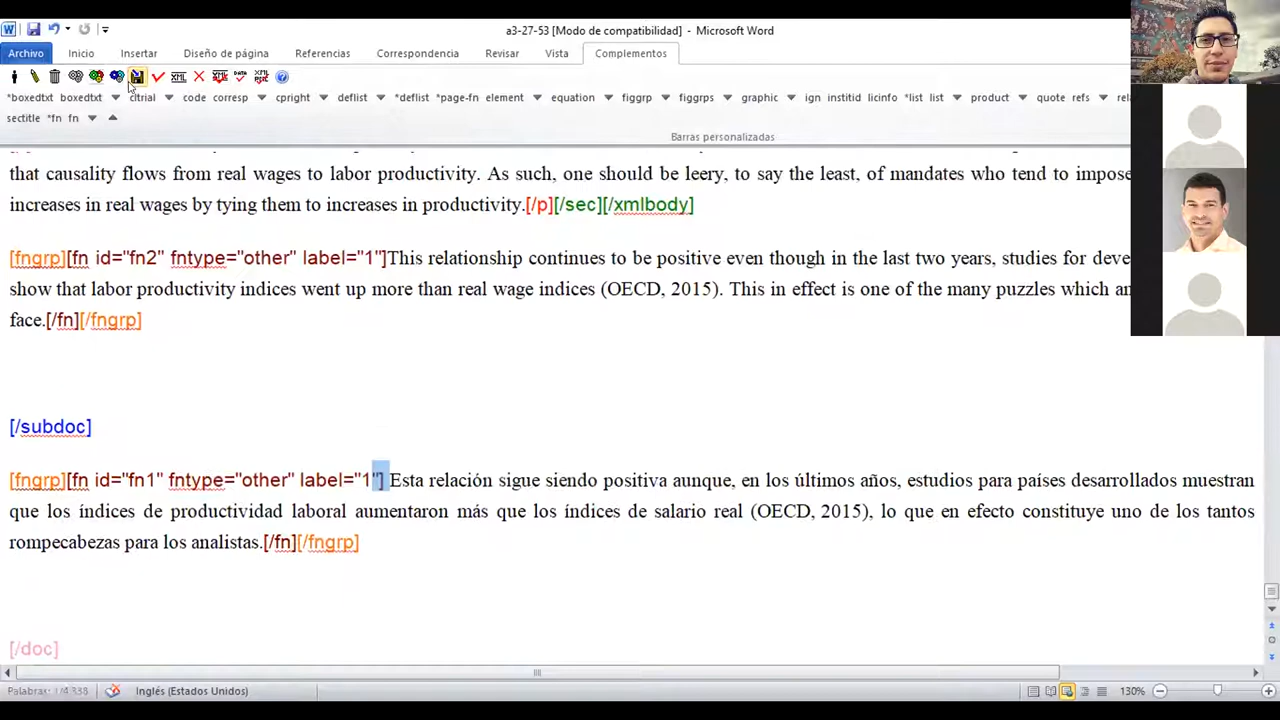 a3-27-53 [Modo de compatibilidad] - Microsoft Word
Archivo Inicio Insertar Diseño de página Referencias Correspondencia Revisar Vista Complementos
*boxedtxt boxedtxt citrial code corresp cpright deflist *deflist *page-fn element equation figgrp figgrps graphic ign institid licinfo *list list product quote refs
sectitle *fn fn
Barras personalizadas
that causality flows from real wages to labor productivity. As such, one should be leery, to say the least, of mandates who tend to impose
increases in real wages by tying them to increases in productivity.[/p][/sec][/xmlbody]
[fngrp][fn id="fn2" fntype="other" label="1"]This relationship continues to be positive even though in the last two years, studies for deve
show that labor productivity indices went up more than real wage indices (OECD, 2015). This in effect is one of the many puzzles which an
face.[/fn][/fngrp]
[/subdoc]
[fngrp][fn id="fn1" fntype="other" label="1"] Esta relación sigue siendo positiva aunque, en los últimos años, estudios para países desarrollados muestran
que los índices de productividad laboral aumentaron más que los índices de salario real (OECD, 2015), lo que en efecto constituye uno de los tantos
rompecabezas para los analistas.[/fn][/fngrp]
[/doc]
Palabras: 1/4.338 Inglés (Estados Unidos) 130%